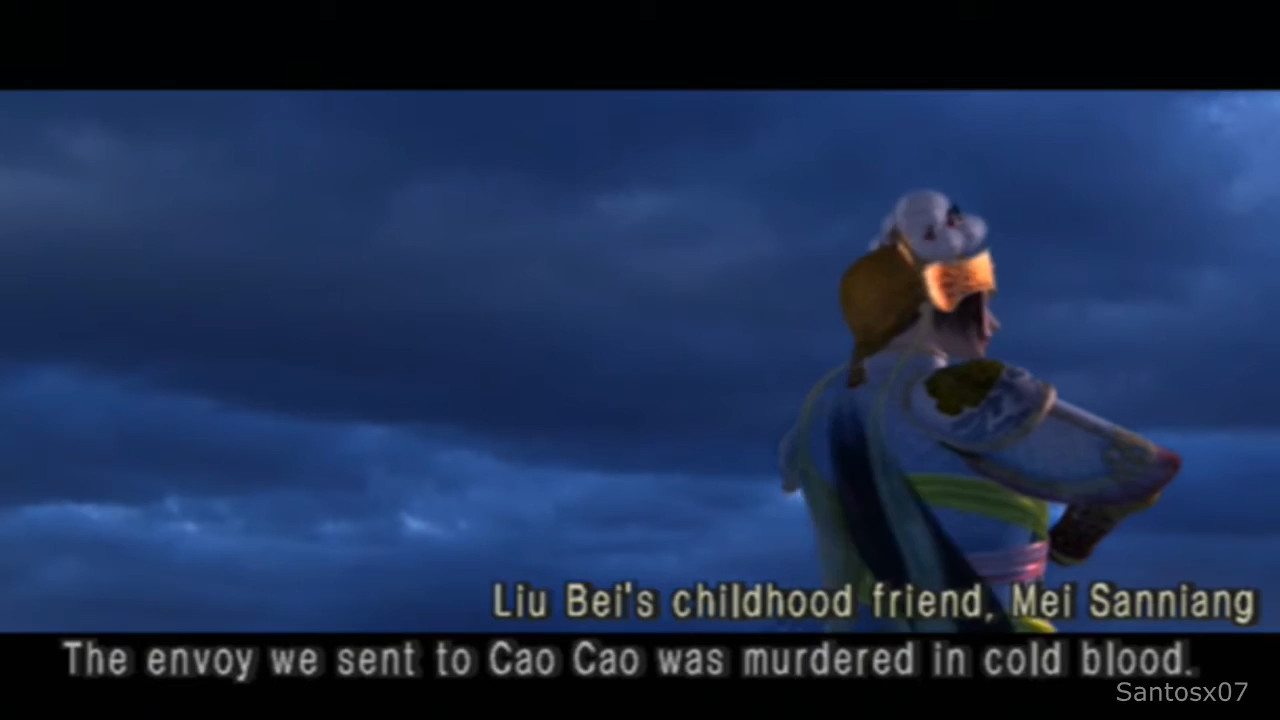 Liu Bei's childhood friend, Mei Sanniang
The envoy we sent to Cao Cao was murdered in cold blood.
Santosx07